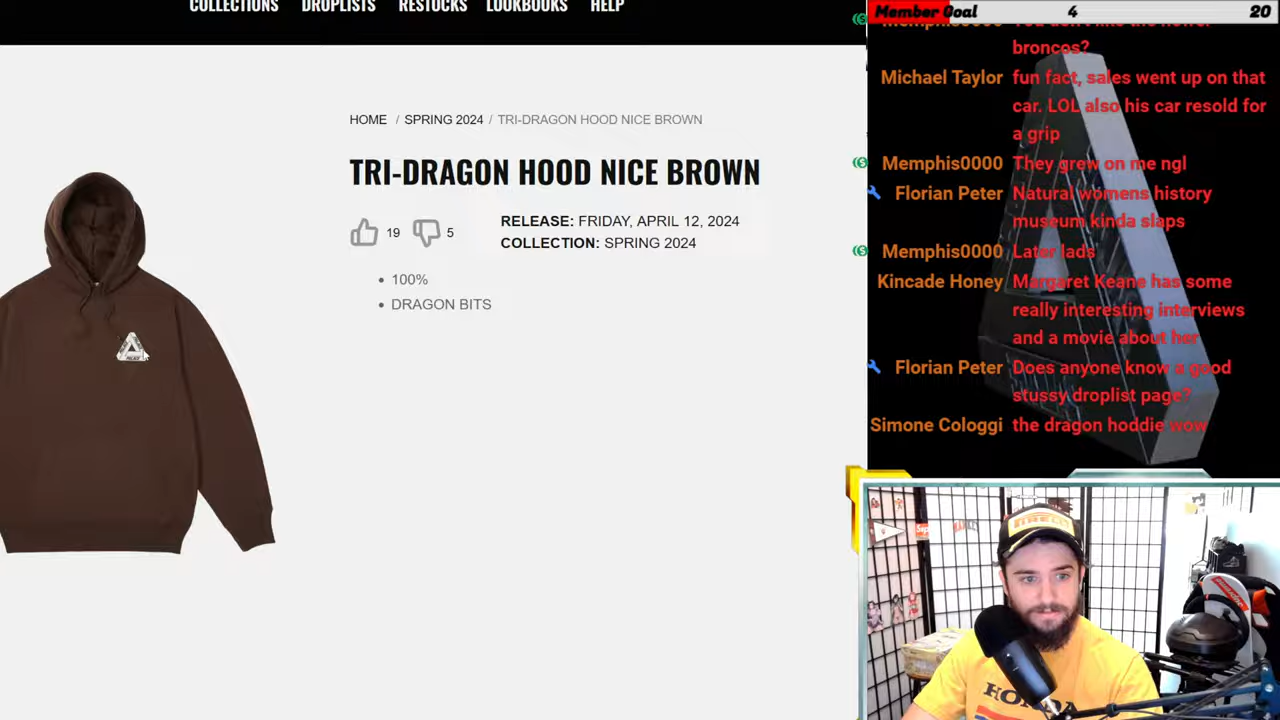 COLLECTIONS DROPLISTS RESTOCKS LOOKBOOKS HELP
HOME / SPRING 2024 / TRI-DRAGON HOOD NICE BROWN
TRI-DRAGON HOOD NICE BROWN
19 5
RELEASE: FRIDAY, APRIL 12, 2024
COLLECTION: SPRING 2024
• 100%
• DRAGON BITS
Member Goal 4 20
broncos?
Michael Taylor fun fact, sales went up on that
car. LOL also his car resold for
a grip
Memphis0000 They grew on me ngl
Florian Peter Natural womens history
museum kinda slaps
Memphis0000 Later lads
Kincade Honey Margaret Keane has some
really interesting interviews
and a movie about her
Florian Peter Does anyone know a good
stussy droplist page?
Simone Cologgi the dragon hoddie wow
PIRELLI
HONDA